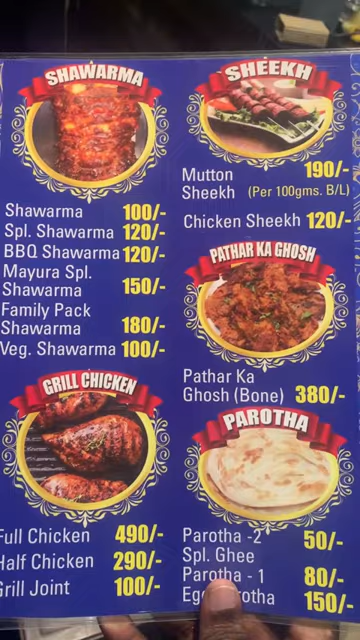 SHAWARMA
Shawarma 100/-
Spl. Shawarma 120/-
BBQ Shawarma 120/-
Mayura Spl.
Shawarma 150/-
Family Pack
Shawarma 180/-
Veg. Shawarma 100/-
GRILL CHICKEN
Full Chicken 490/-
Half Chicken 290/-
Grill Joint 100/-
SHEEKH
Mutton 190/-
Sheekh (Per 100gms. B/L)
Chicken Sheekh 120/-
PATHAR KA GHOSH
Pathar Ka
Ghosh (Bone) 380/-
PAROTHA
Parotha -2 50/-
Spl. Ghee
Parotha - 1 80/-
Egg Parotha 150/-